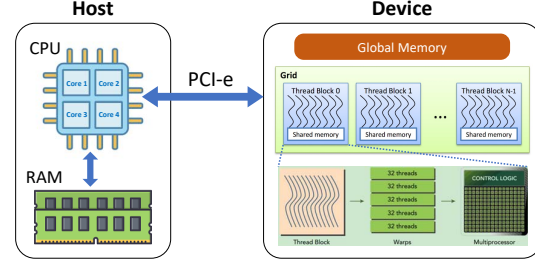 Host
Device
CPU
Core 1
Core 2
Core 3
Core 4
RAM
PCI-e
Global Memory
Grid
Thread Block 0
Shared memory
Thread Block 1
Shared memory
...
Thread Block N-1
Shared memory
Thread Block
32 threads
32 threads
32 threads
32 threads
32 threads
Warps
CONTROL LOGIC
Multiprocessor